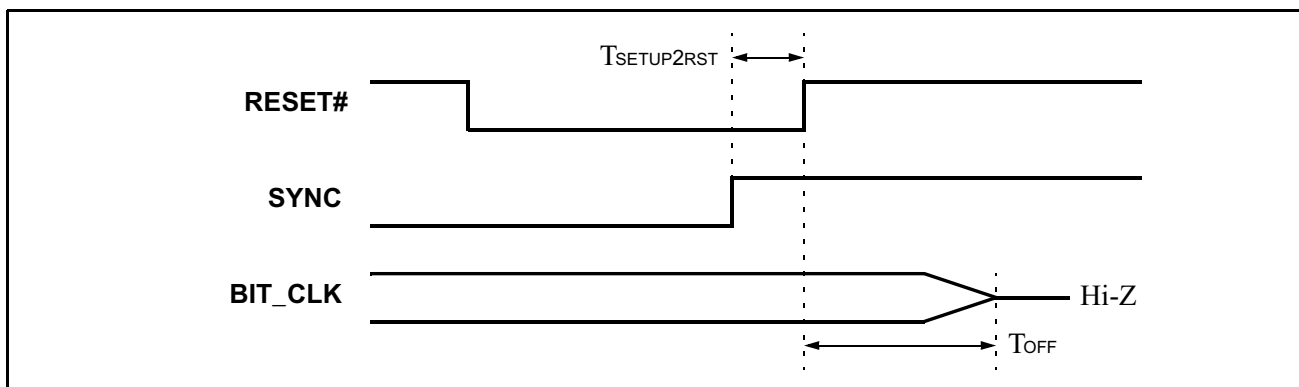 TSETUP2RST
RESET#
SYNC
BIT_CLK
Hi-Z
TOFF